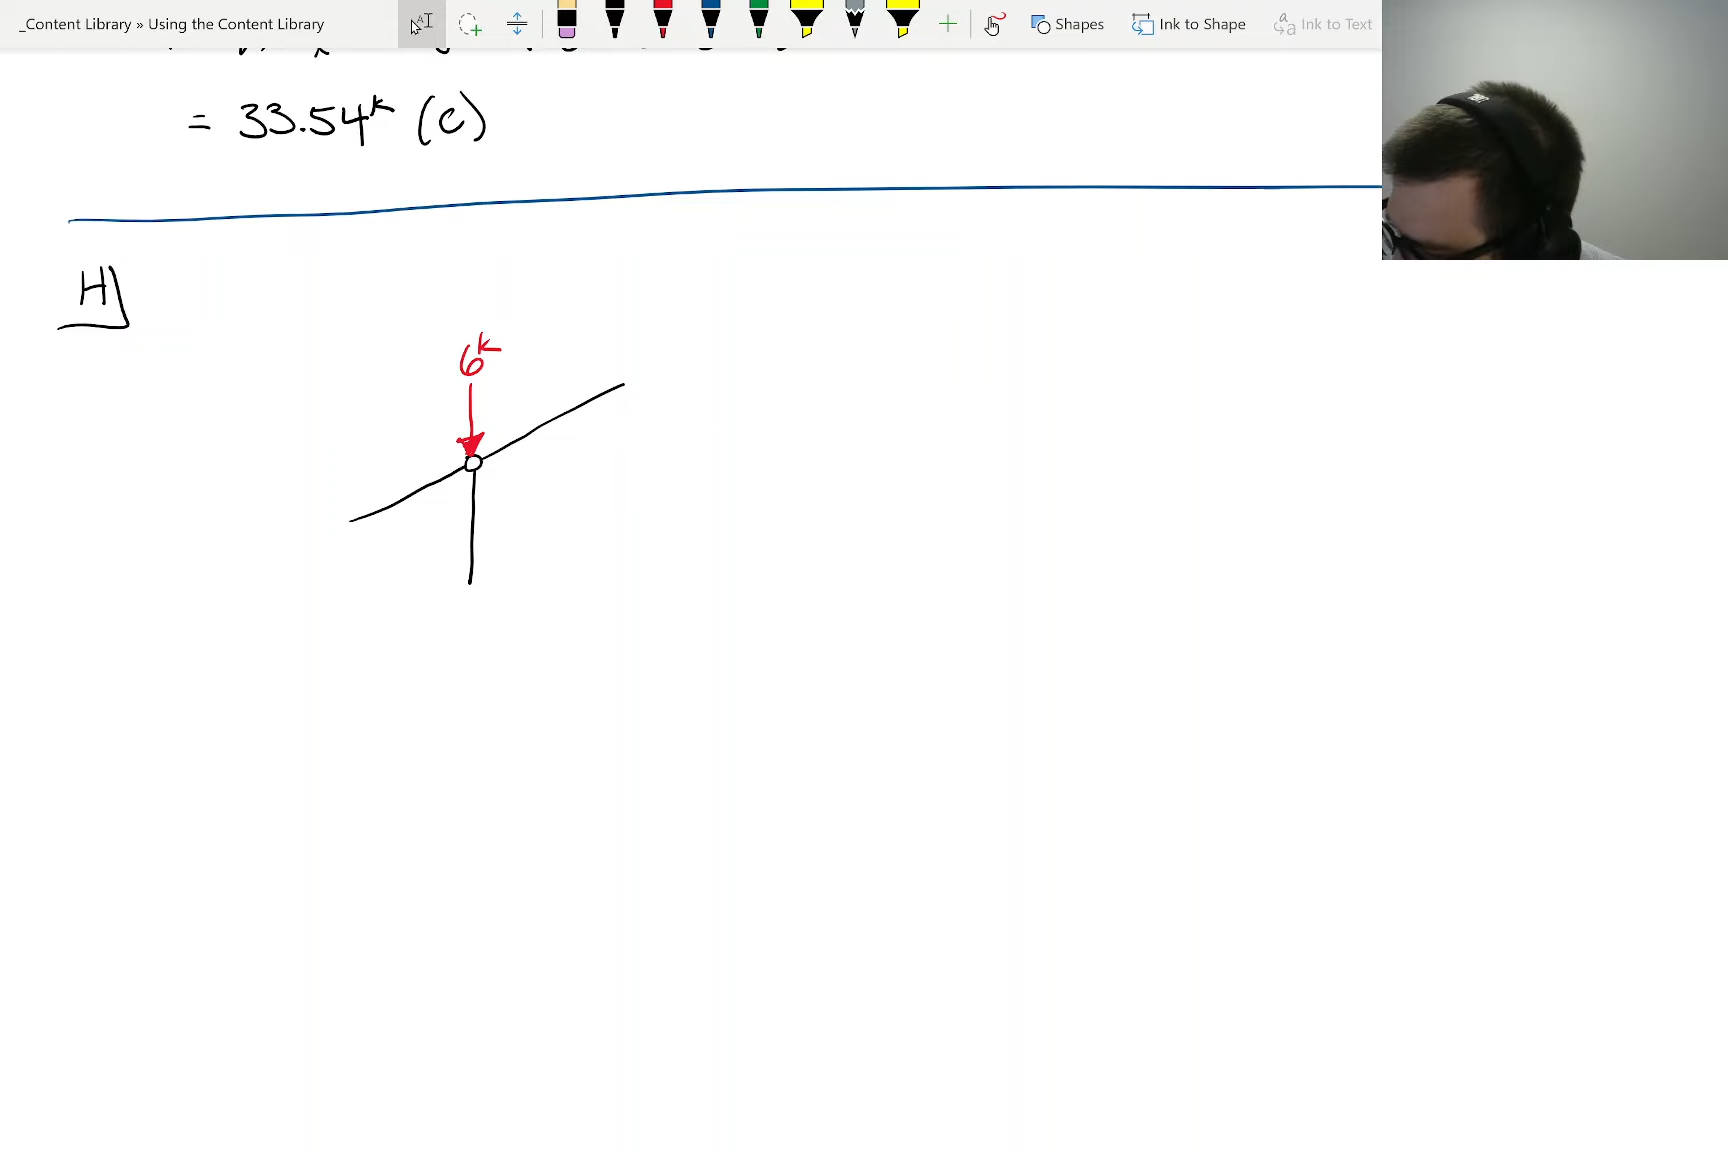 _Content Library » Using the Content Library
Shapes
Ink to Shape
Ink to Text
= 33.54ᵏ (C)
H)
6ᵏ